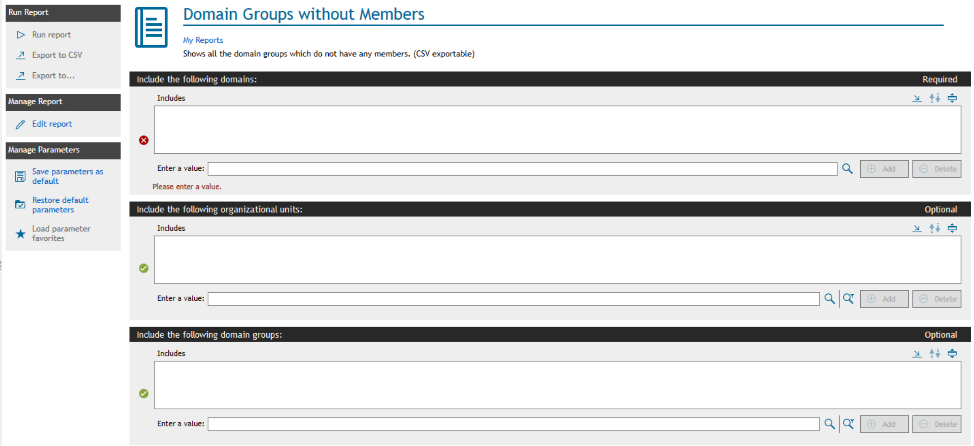 Run Report
Run report
Export to CSV
Export to...
Manage Report
Edit report
Manage Parameters
Save parameters as
default
Restore default
parameters
Load parameter
favorites
Domain Groups without Members
My Reports
Shows all the domain groups which do not have any members. (CSV exportable)
Include the following domains: Required
Includes
Enter a value: Add Delete
Please enter a value.
Include the following organizational units: Optional
Includes
Enter a value: Add Delete
Include the following domain groups: Optional
Includes
Enter a value: Add Delete